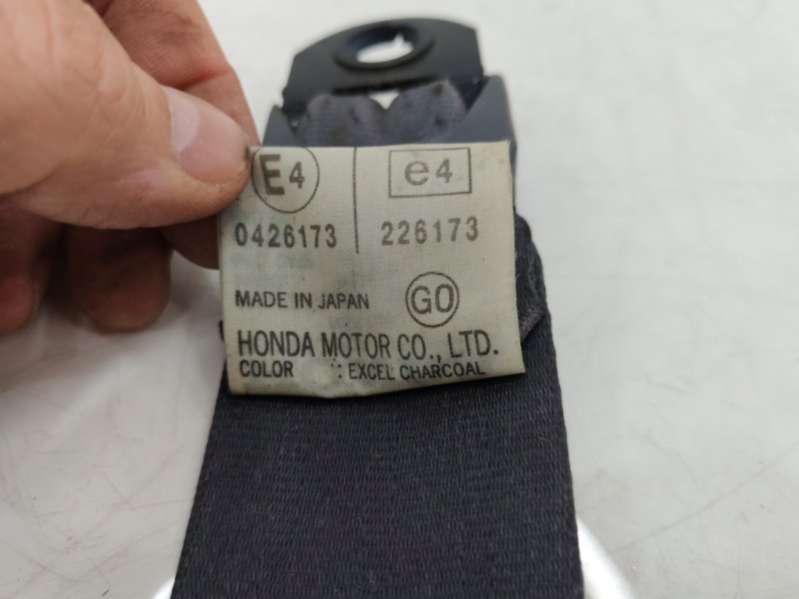 E4 e4
0426173 226173
MADE IN JAPAN GO
HONDA MOTOR CO., LTD.
COLOR : EXCEL CHARCOAL